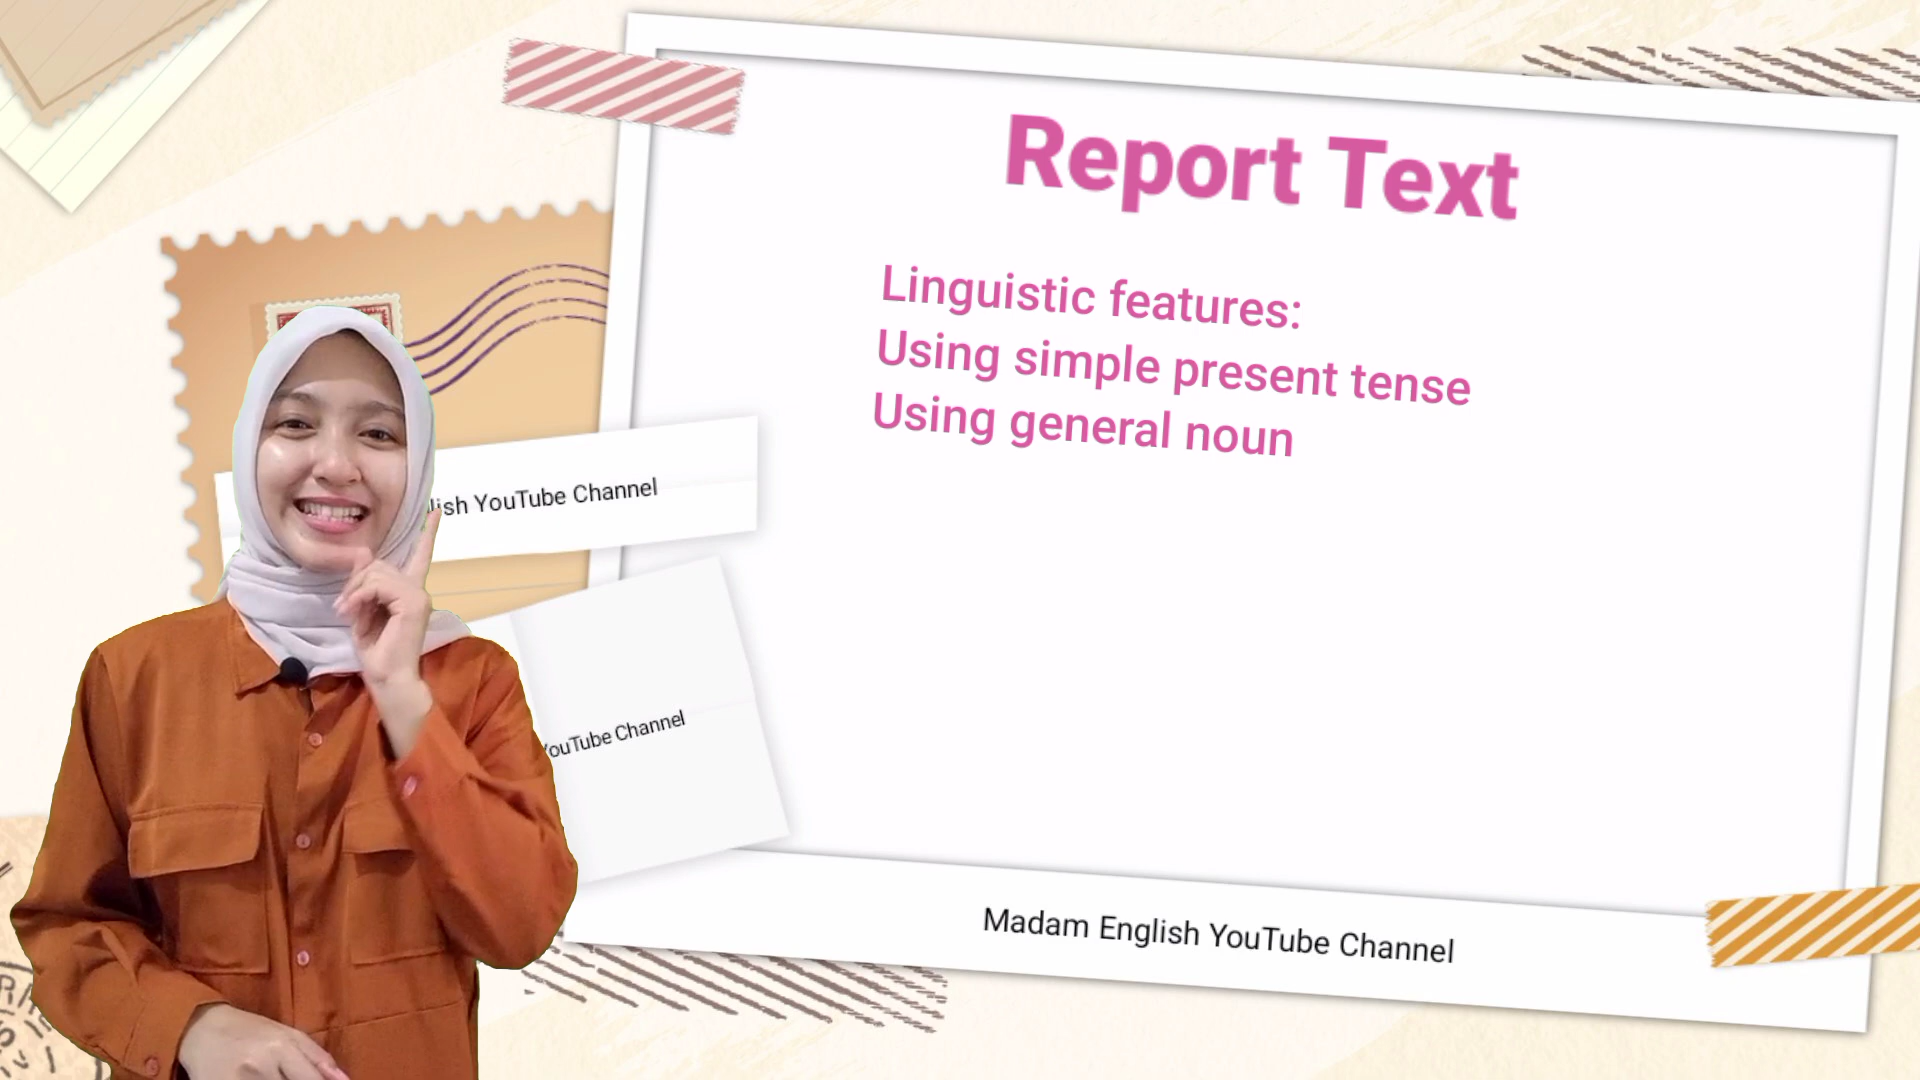 Report Text
Linguistic features:
Using simple present tense
Using general noun
YouTube Channel
YouTube Channel
Madam English YouTube Channel